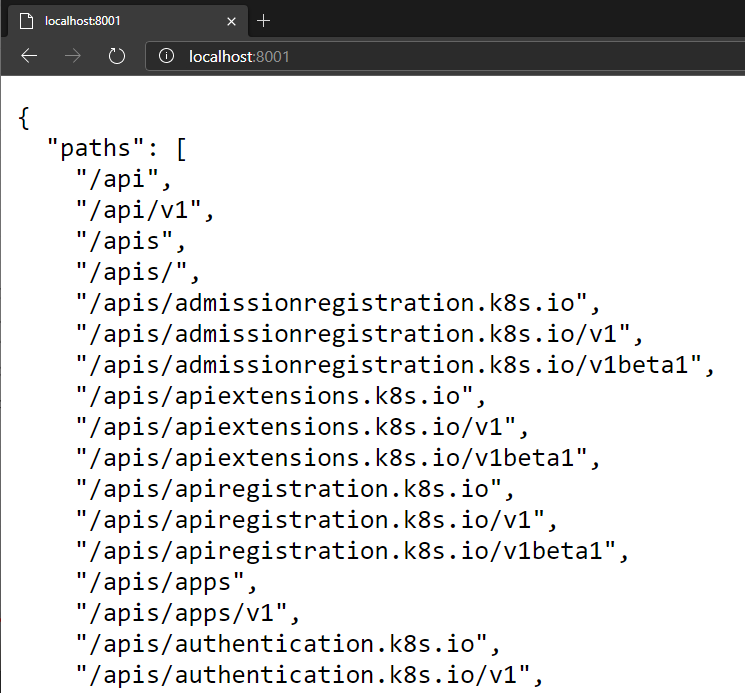 localhost:8001
localhost:8001
{
  "paths": [
    "/api",
    "/api/v1",
    "/apis",
    "/apis/",
    "/apis/admissionregistration.k8s.io",
    "/apis/admissionregistration.k8s.io/v1",
    "/apis/admissionregistration.k8s.io/v1beta1",
    "/apis/apiextensions.k8s.io",
    "/apis/apiextensions.k8s.io/v1",
    "/apis/apiextensions.k8s.io/v1beta1",
    "/apis/apiregistration.k8s.io",
    "/apis/apiregistration.k8s.io/v1",
    "/apis/apiregistration.k8s.io/v1beta1",
    "/apis/apps",
    "/apis/apps/v1",
    "/apis/authentication.k8s.io",
    "/apis/authentication.k8s.io/v1",